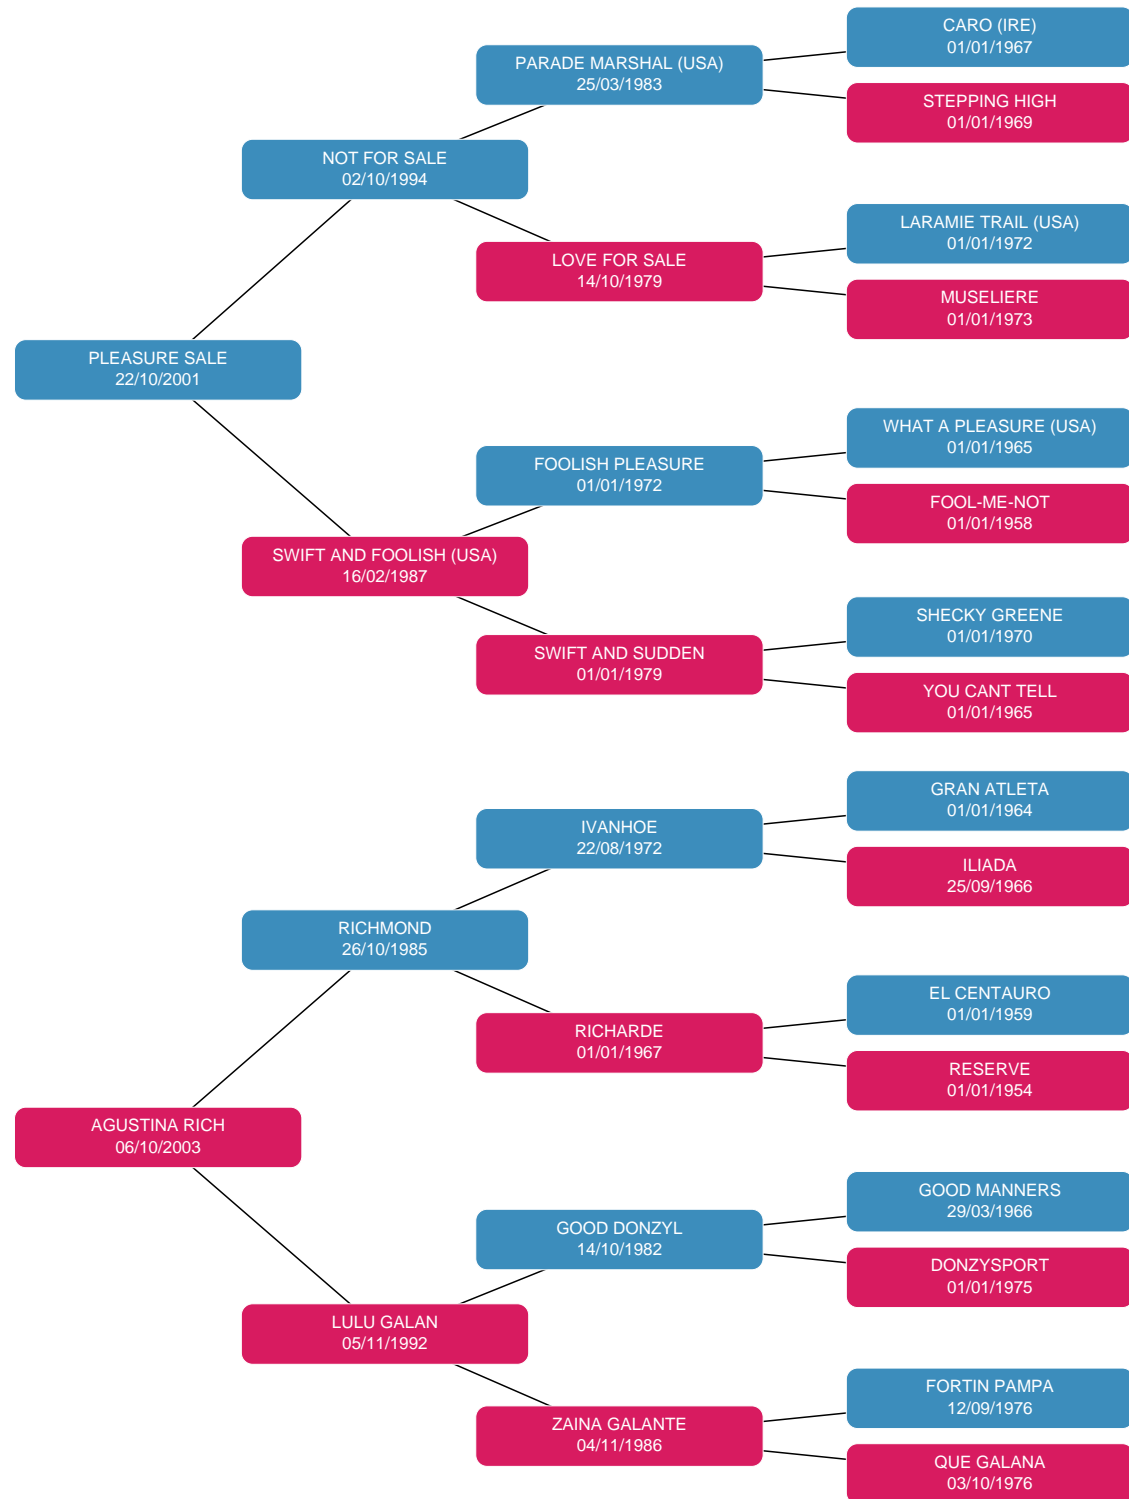 CARO (IRE)
01/01/1967
PARADE MARSHAL (USA)
25/03/1983
STEPPING HIGH
01/01/1969
NOT FOR SALE
02/10/1994
LARAMIE TRAIL (USA)
01/01/1972
LOVE FOR SALE
14/10/1979
MUSELIERE
01/01/1973
PLEASURE SALE
22/10/2001
WHAT A PLEASURE (USA)
01/01/1965
FOOLISH PLEASURE
01/01/1972
FOOL-ME-NOT
01/01/1958
SWIFT AND FOOLISH (USA)
16/02/1987
SHECKY GREENE
01/01/1970
SWIFT AND SUDDEN
01/01/1979
YOU CANT TELL
01/01/1965
GRAN ATLETA
01/01/1964
IVANHOE
22/08/1972
ILIADA
25/09/1966
RICHMOND
26/10/1985
EL CENTAURO
01/01/1959
RICHARDE
01/01/1967
RESERVE
01/01/1954
AGUSTINA RICH
06/10/2003
GOOD MANNERS
29/03/1966
GOOD DONZYL
14/10/1982
DONZYSPORT
01/01/1975
LULU GALAN
05/11/1992
FORTIN PAMPA
12/09/1976
ZAINA GALANTE
04/11/1986
QUE GALANA
03/10/1976